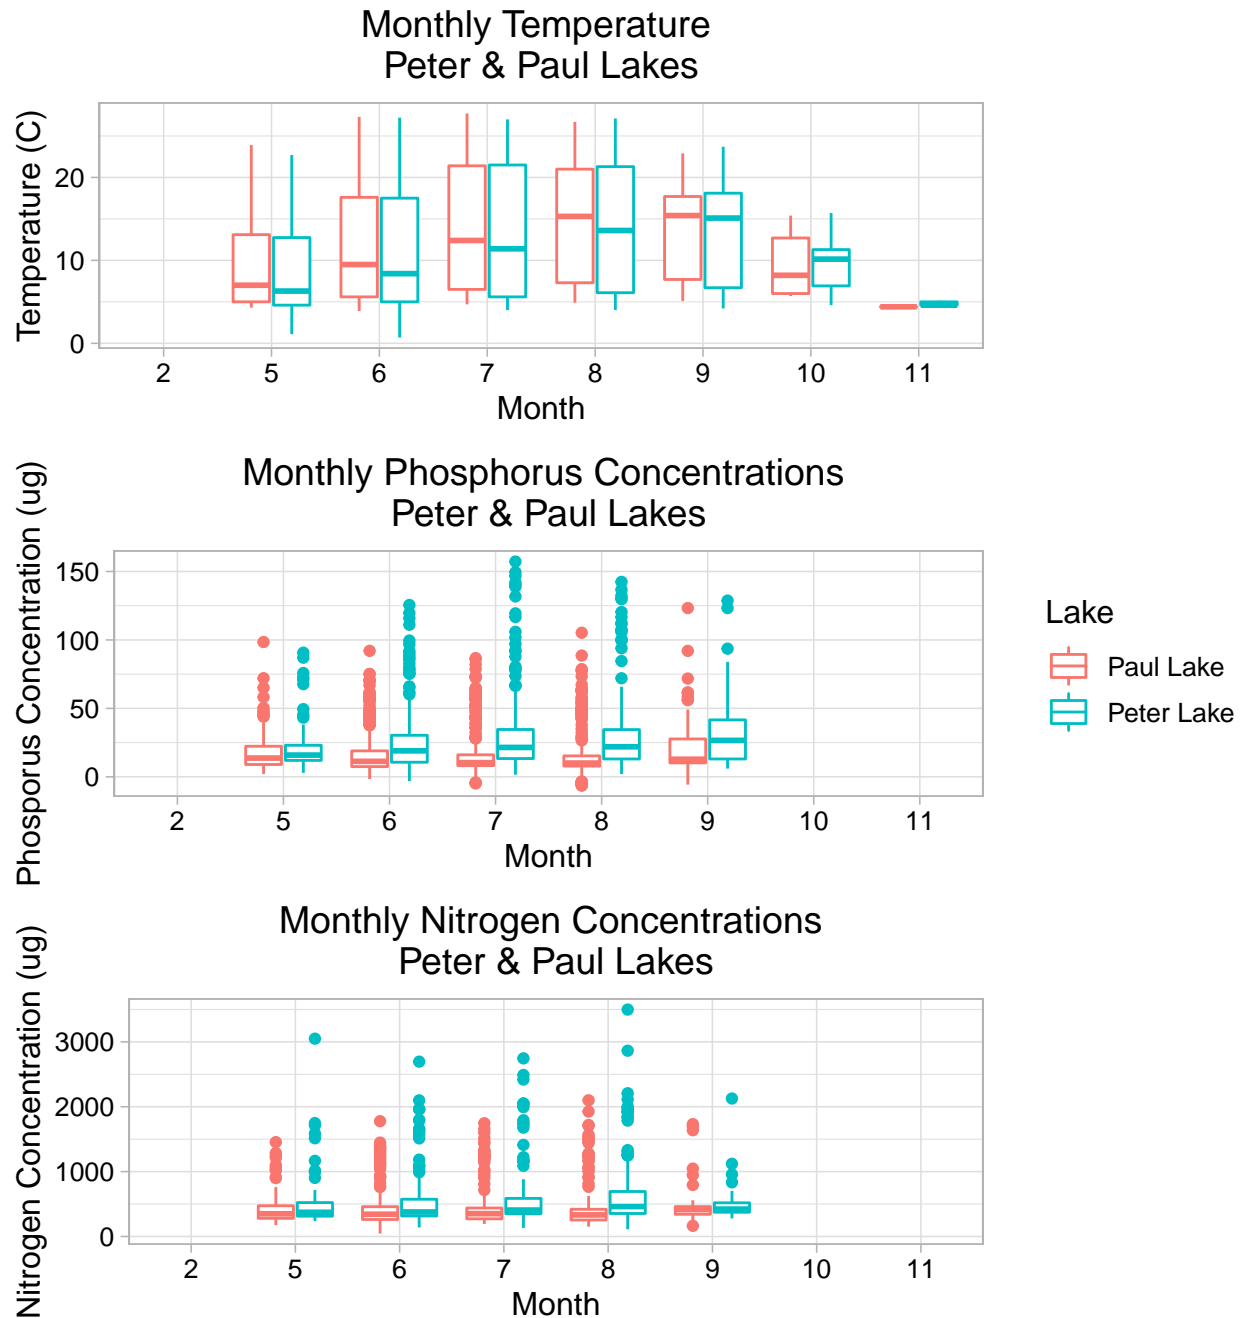 Monthly Temperature
Peter & Paul Lakes
Temperature (C)
20
10
0
2 5 6 7 8 9 10 11
Month
Monthly Phosphorus Concentrations
Peter & Paul Lakes
Phosporus Concentration (ug)
150
100
50
0
2 5 6 7 8 9 10 11
Month
Lake
Paul Lake
Peter Lake
Monthly Nitrogen Concentrations
Peter & Paul Lakes
Nitrogen Concentration (ug)
3000
2000
1000
0
2 5 6 7 8 9 10 11
Month